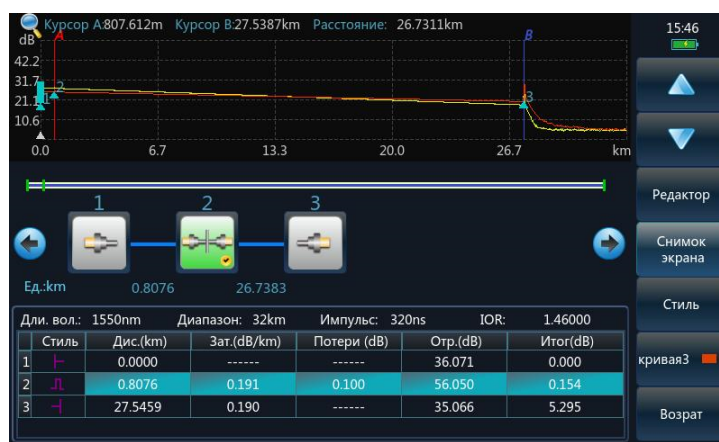 Курсор A:807.612m Курсор B:27.5387km Расстояние: 26.7311km
15:46
dB
A
B
42.2
31.7
2
21.1
1
3
10.6
0.0 6.7 13.3 20.0 26.7 km
Редактор
1 2 3
Снимок
экрана
Ед.:km 0.8076 26.7383
Стиль
Дли. вол.: 1550nm Диапазон: 32km Импульс: 320ns IOR: 1.46000
Стиль Дис.(km) Зат.(dB/km) Потери (dB) Отр.(dB) Итог(dB)
1 0.0000 ------ ------ 36.071 0.000
кривая3
2 0.8076 0.191 0.100 56.050 0.154
3 27.5459 0.190 ------ 35.066 5.295
Возрат